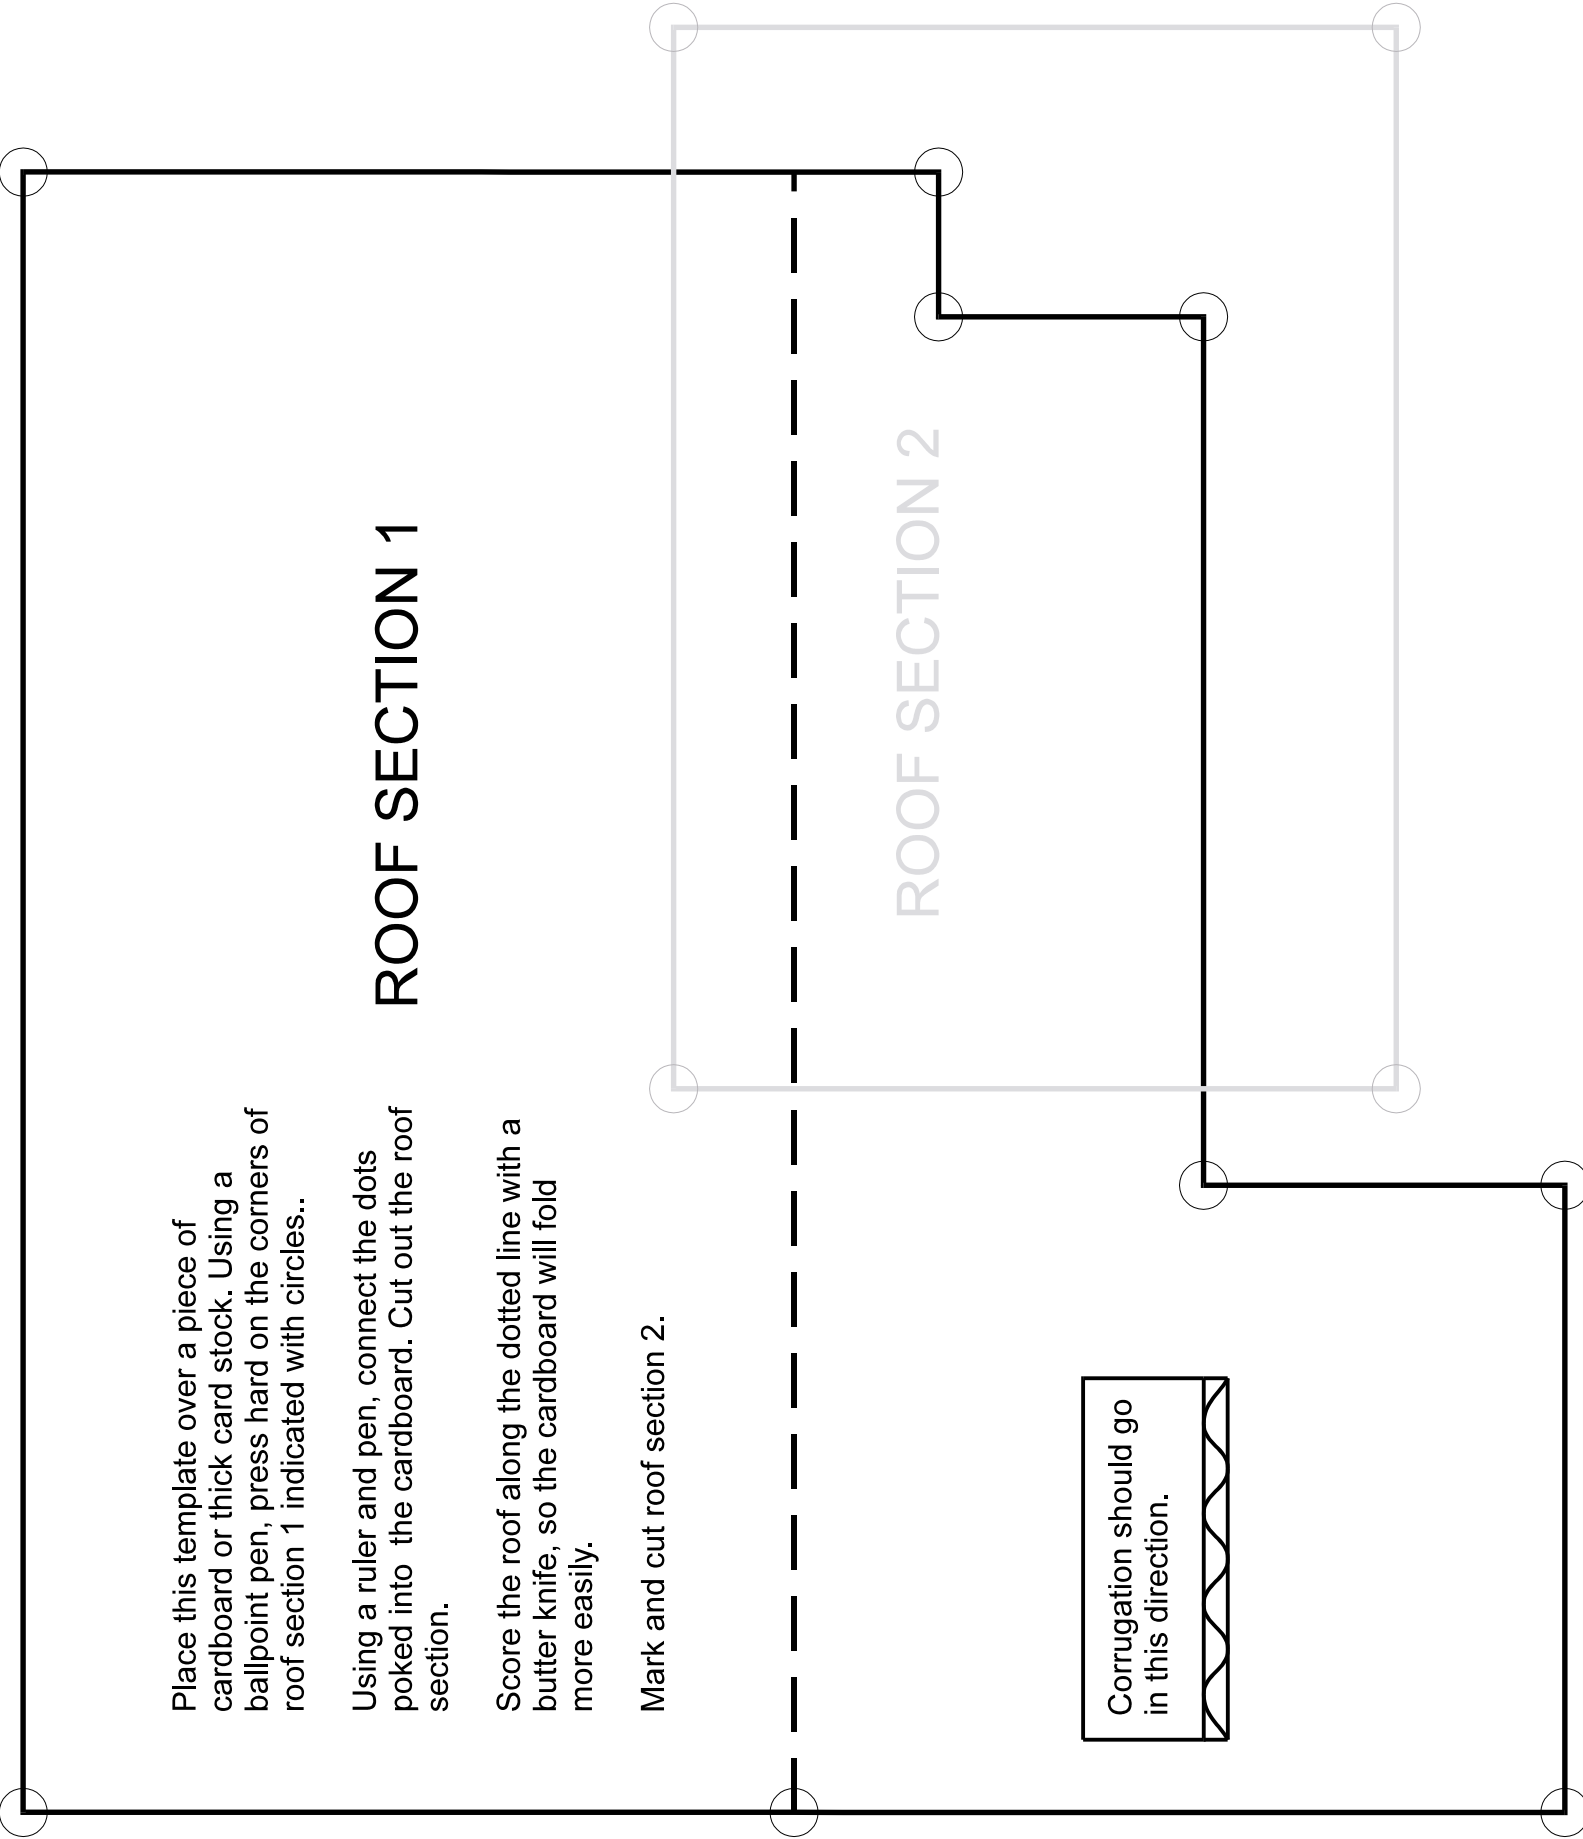 Place this template over a piece of
cardboard or thick card stock. Using a
ballpoint pen, press hard on the corners of
roof section 1 indicated with circles..
Using a ruler and pen, connect the dots
poked into  the cardboard. Cut out the roof
section.
Score the roof along the dotted line with a
butter knife, so the cardboard will fold
more easily.
Mark and cut roof section 2.
ROOF SECTION 1
ROOF SECTION 2
Corrugation should go
in this direction.